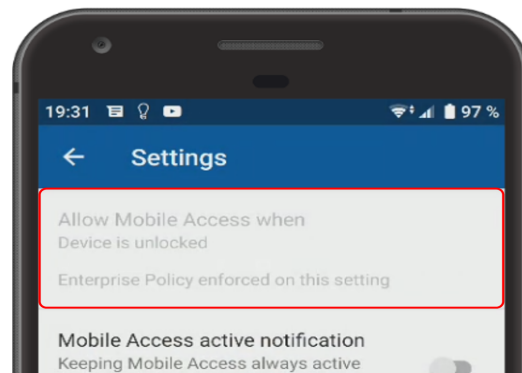 19:31 97 %
Settings
Allow Mobile Access when
Device is unlocked
Enterprise Policy enforced on this setting
Mobile Access active notification
Keeping Mobile Access always active